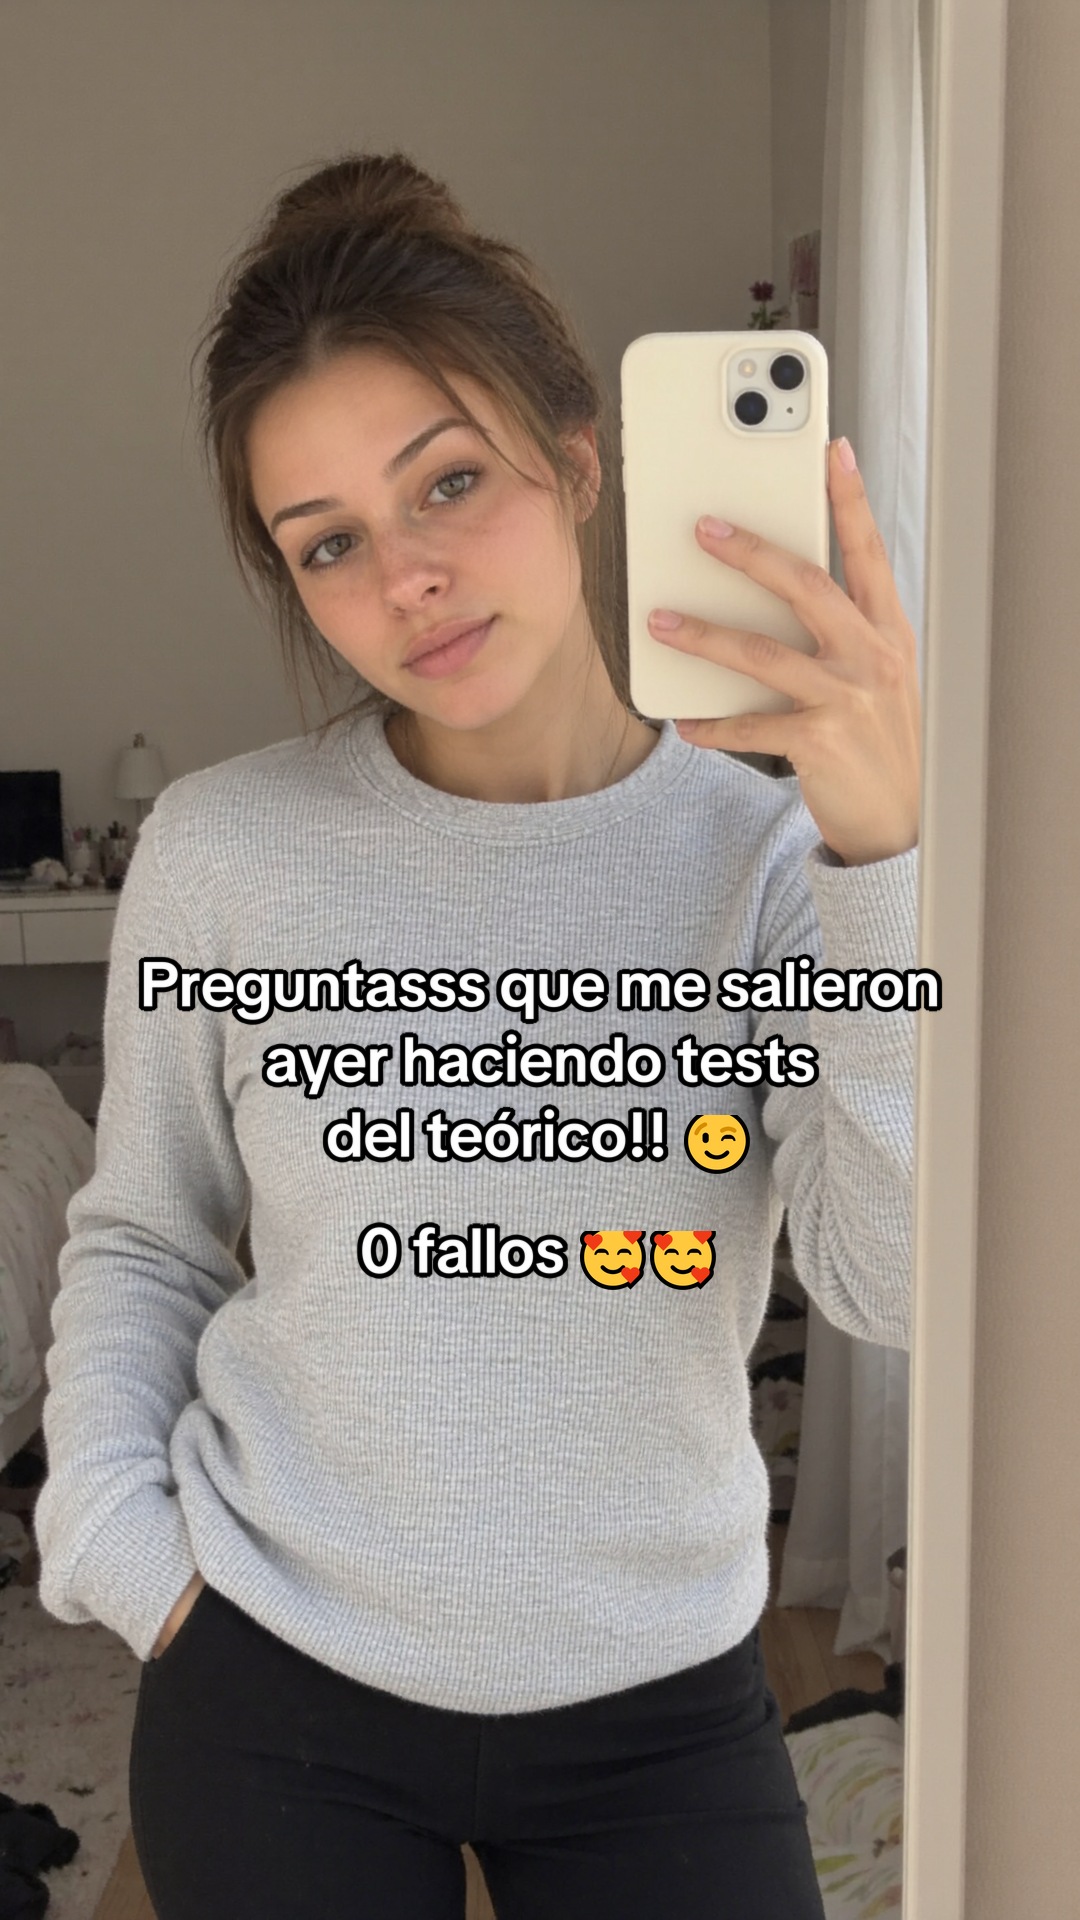 Preguntasss que me salieron
ayer haciendo tests
del teórico!! 😉
0 fallos 🥰🥰